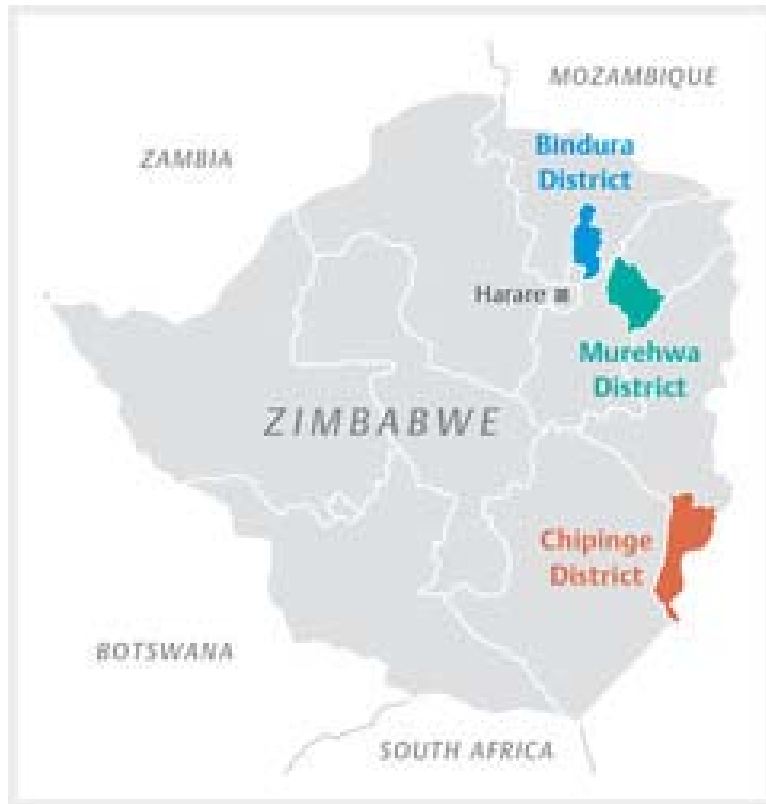 MOZAMBIQUE
ZAMBIA
Bindura
District
Harare
Murehwa
District
ZIMBABWE
Chipinge
District
BOTSWANA
SOUTH AFRICA